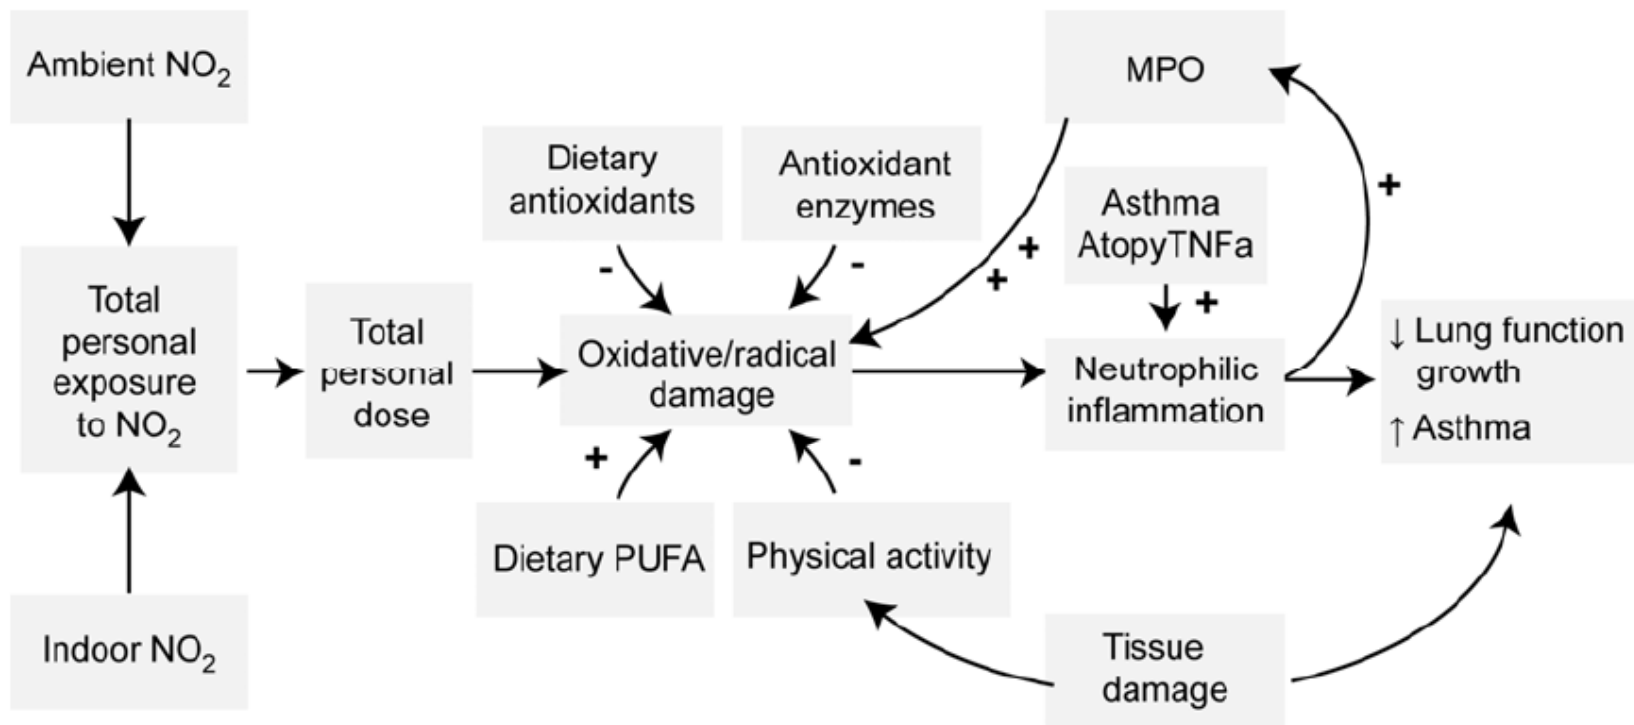 Ambient NO₂
MPO
Dietary
antioxidants
Antioxidant
enzymes
+
Asthma
AtopyTNFa
-
-
+
+
+
Total
personal
exposure
to NO₂
Total
personal
dose
Oxidative/radical
damage
Neutrophilic
inflammation
↓ Lung function
growth
↑ Asthma
+
-
Dietary PUFA
Physical activity
Indoor NO₂
Tissue
damage